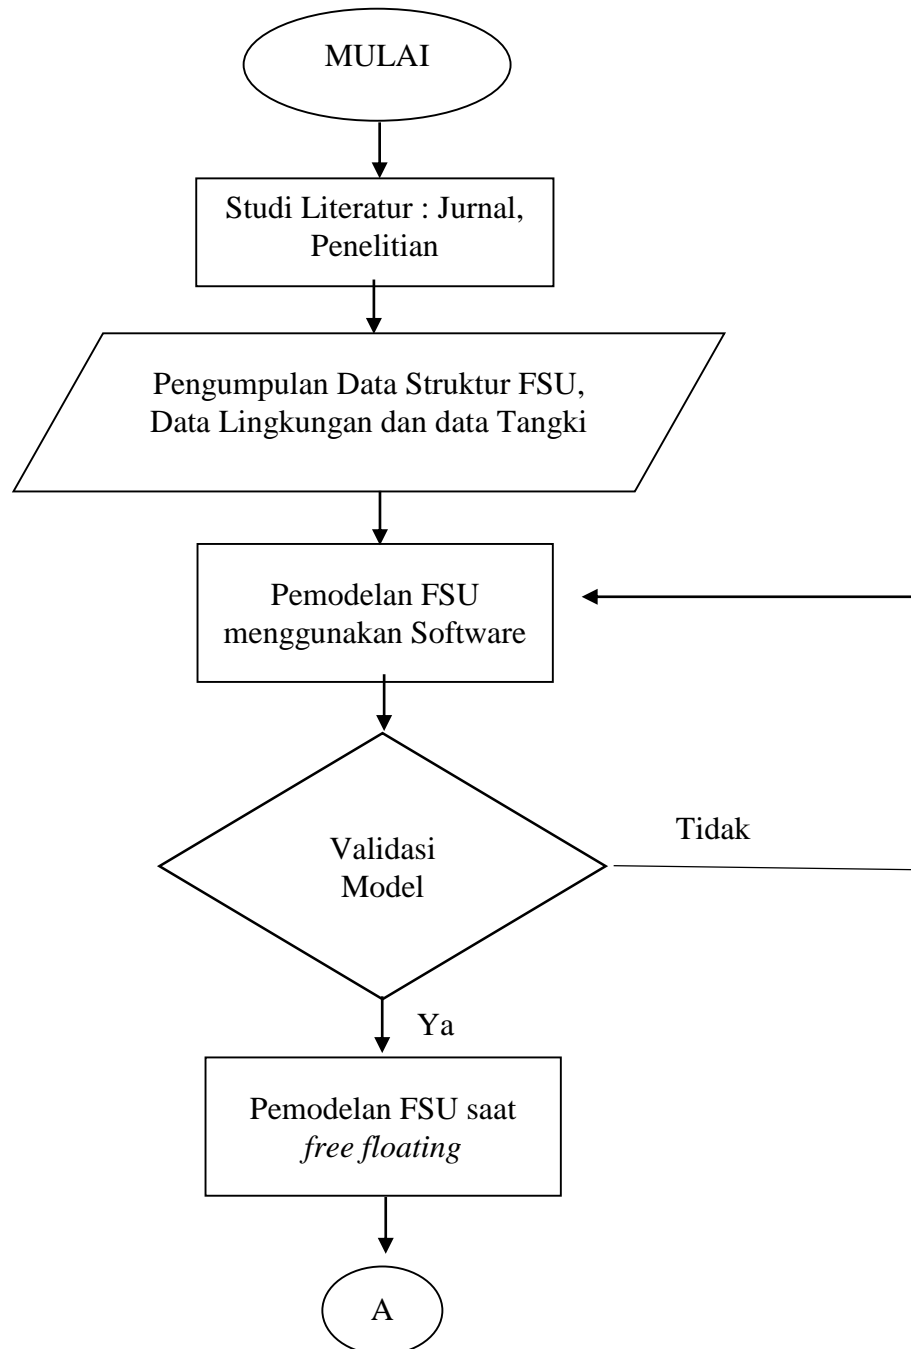 MULAI
Studi Literatur : Jurnal,
Penelitian
Pengumpulan Data Struktur FSU,
Data Lingkungan dan data Tangki
Pemodelan FSU
menggunakan Software
Validasi
Model
Tidak
Ya
Pemodelan FSU saat
free floating
A